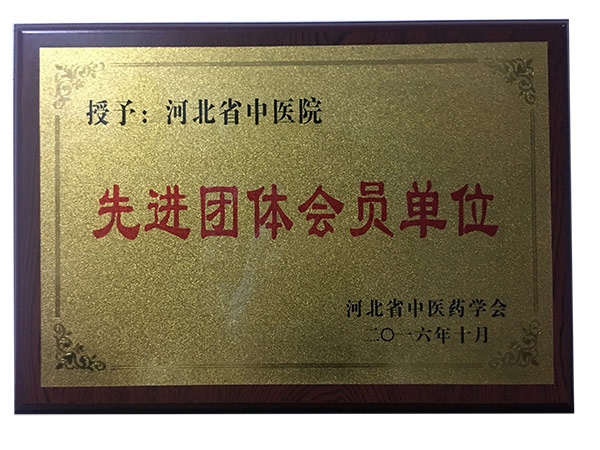 授予：河北省中医院
先进团体会员单位
河北省中医药学会
二〇一六年十月